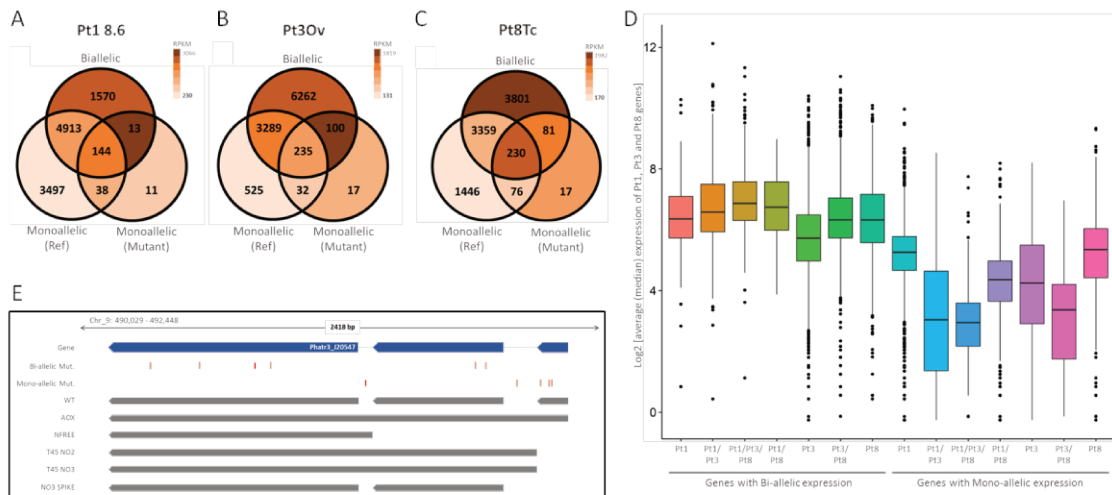 A
Pt1 8.6
RPKM
3066
230
Biallelic
1570
4913
13
144
3497
38
11
Monoallelic
(Ref)
Monoallelic
(Mutant)
B
Pt3Ov
RPKM
1819
131
Biallelic
6262
3289
100
235
525
32
17
Monoallelic
(Ref)
Monoallelic
(Mutant)
C
Pt8Tc
RPKM
1982
170
Biallelic
3801
3359
81
230
1446
76
17
Monoallelic
(Ref)
Monoallelic
(Mutant)
D
Log2 [average (median) expression of Pt1, Pt3 and Pt8 genes]
12
8
4
0
Pt1
Pt1/
Pt3
Pt1/Pt3/
Pt8
Pt1/
Pt8
Pt3
Pt3/
Pt8
Pt8
Pt1
Pt1/
Pt3
Pt1/Pt3/
Pt8
Pt1/
Pt8
Pt3
Pt3/
Pt8
Pt8
Genes with Bi-allelic expression
Genes with Mono-allelic expression
E
Chr_9: 490,029 - 492,448
2418 bp
Gene
Phatr3_J20547
Bi-allelic Mut.
Mono-allelic Mut.
WT
AOX
NFREE
T45 NO2
T45 NO3
NO3 SPIKE